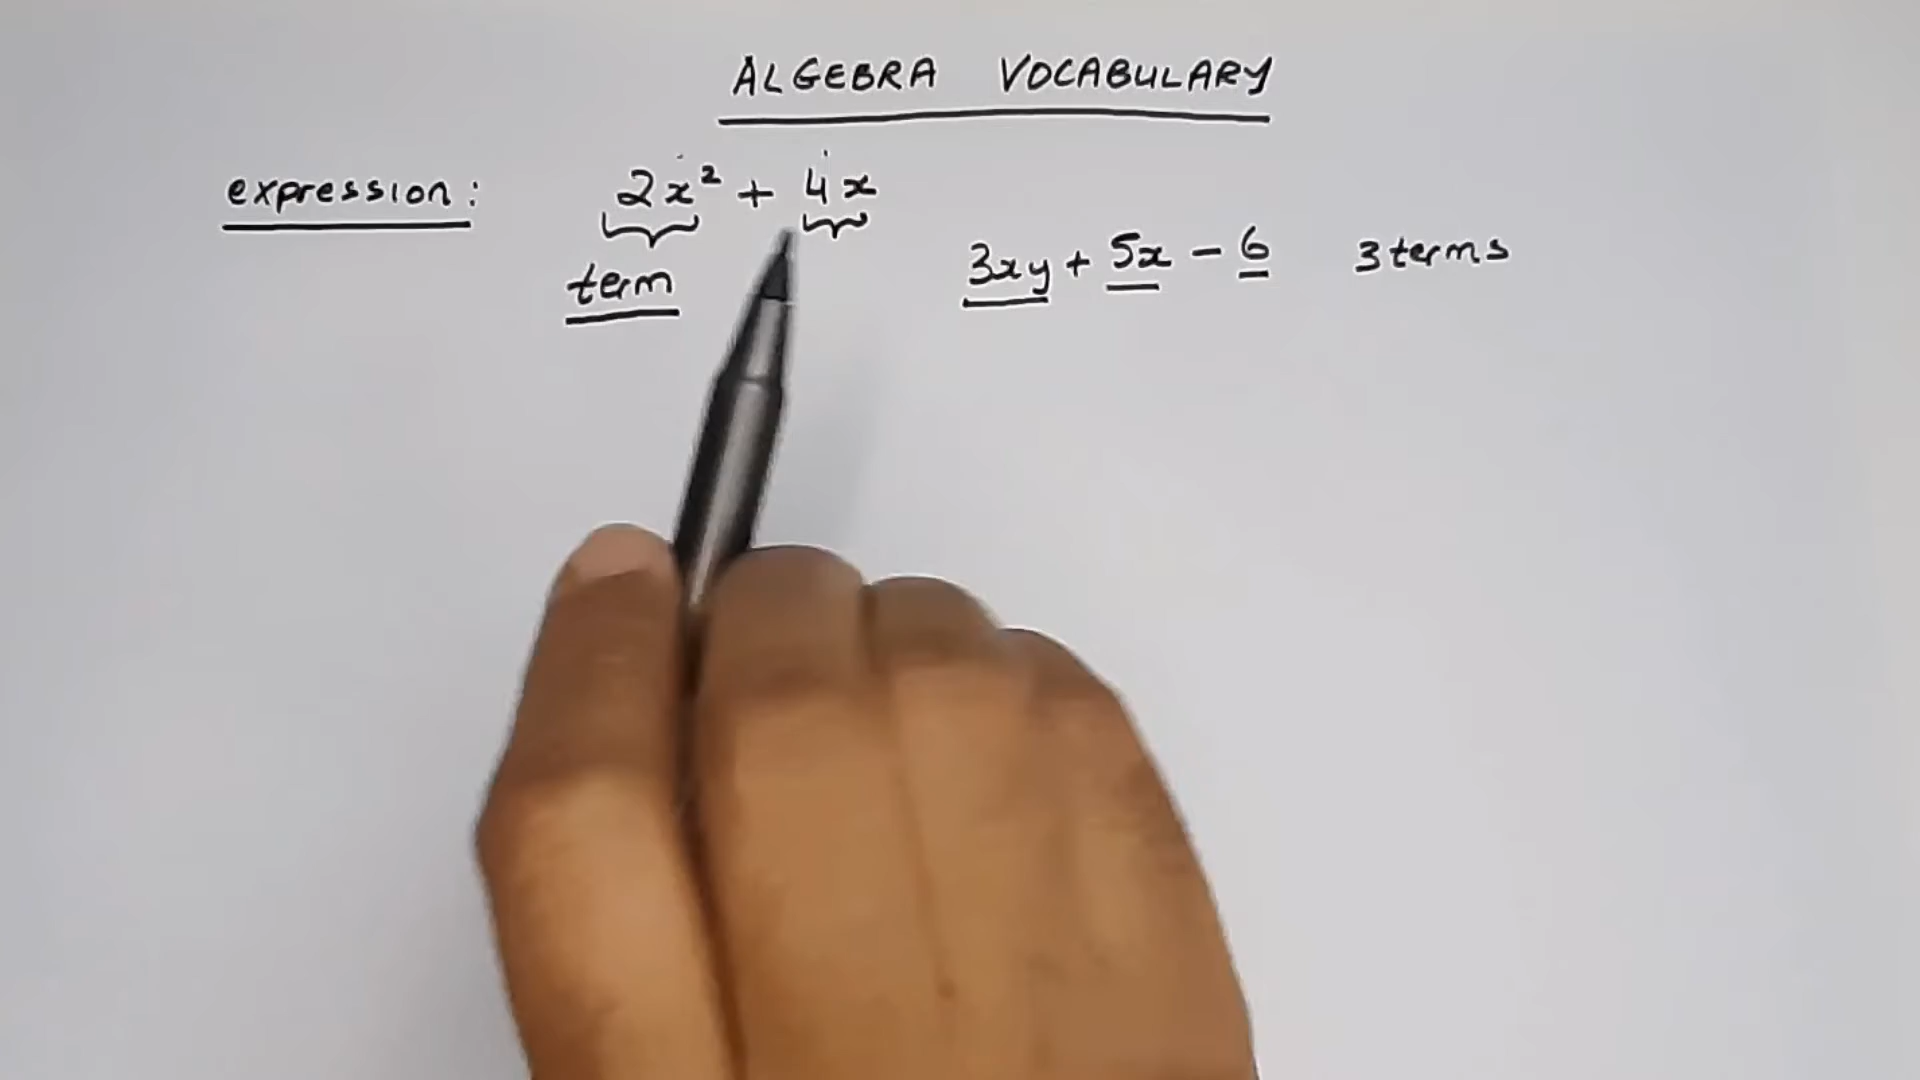 ALGEBRA VOCABULARY
expression: 2x² + 4x
term
3xy + 5x - 6 3 terms